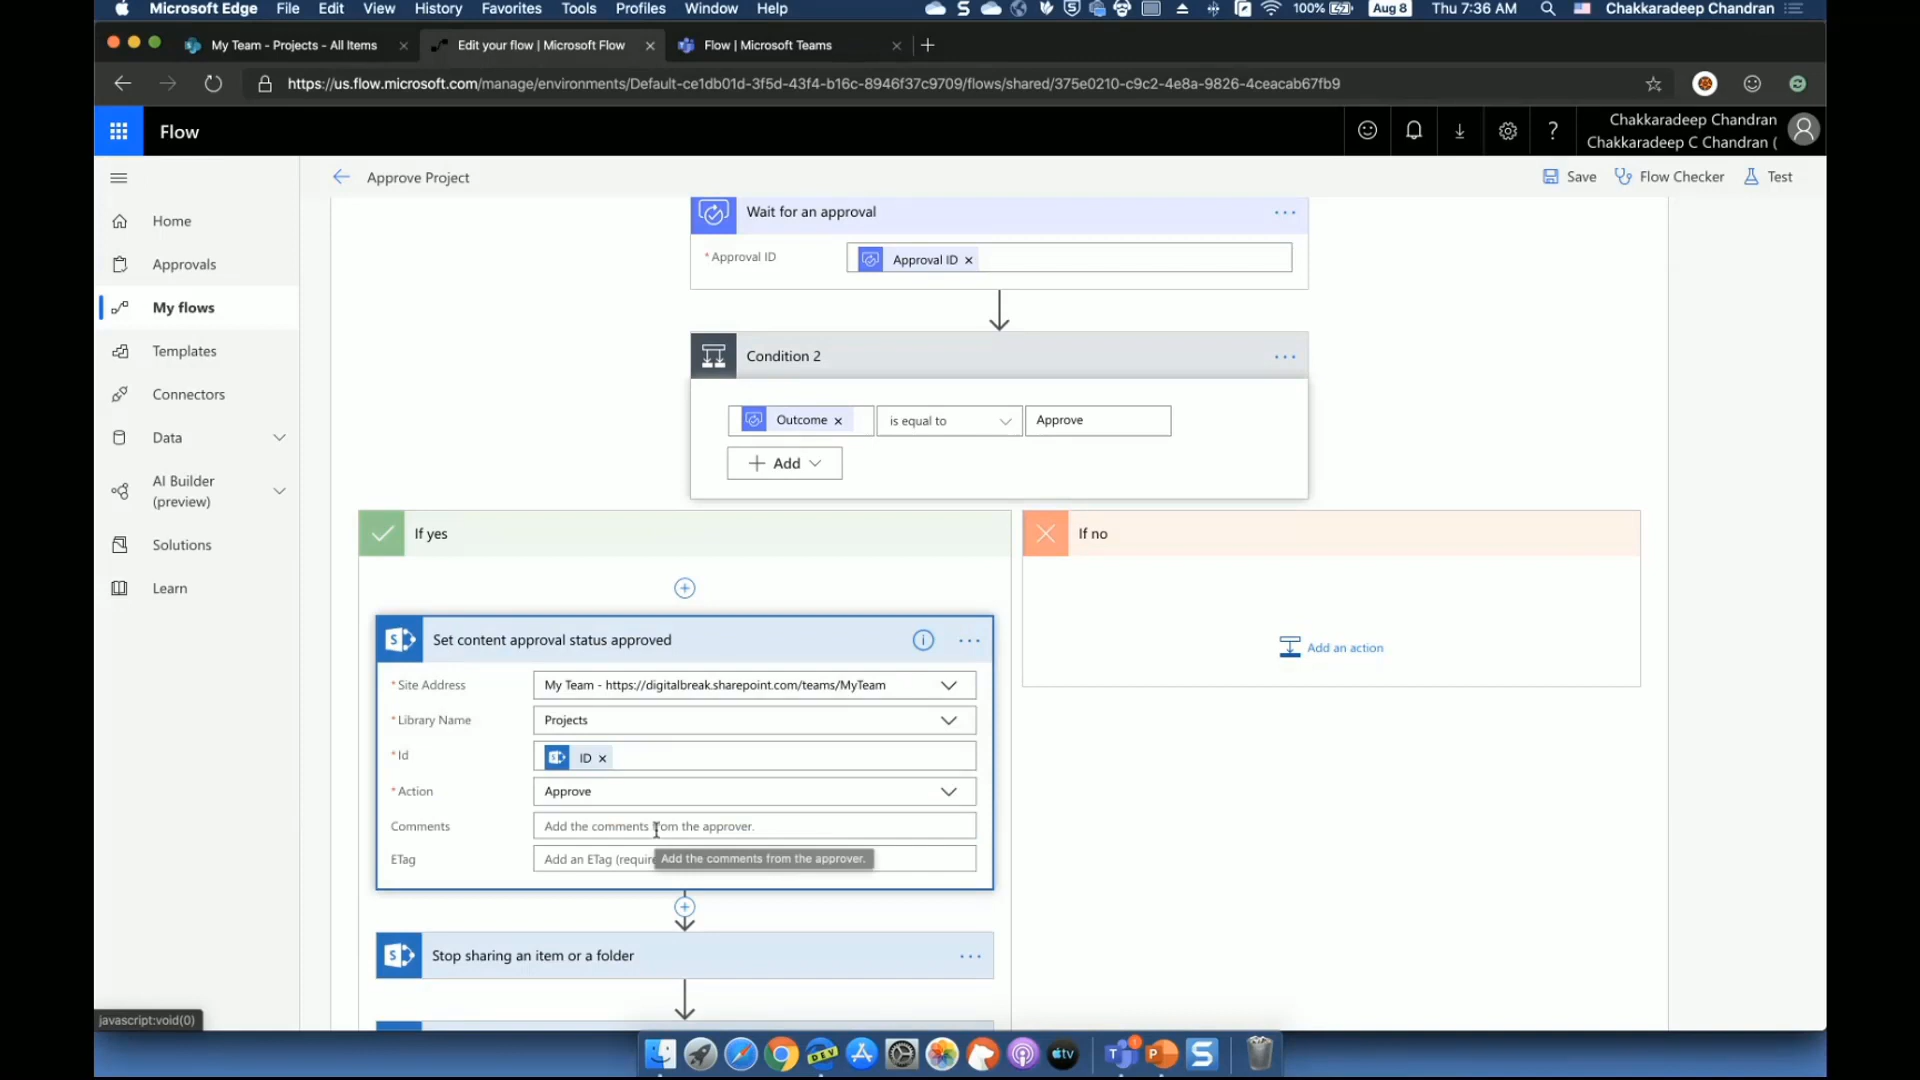 Microsoft Edge File Edit View History Favorites Tools Profiles Window Help 100% Aug 8 Thu 7:36 AM Chakkaradeep Chandran
My Team - Projects - All Items
Edit your flow | Microsoft Flow
Flow | Microsoft Teams
https://us.flow.microsoft.com/manage/environments/Default-ce1db01d-3f5d-43f4-b16c-8946f37c9709/flows/shared/375e0210-c9c2-4e8a-9826-4ceacab67fb9
Flow
?
Chakkaradeep Chandran
Chakkaradeep C Chandran (
Approve Project
Save
Flow Checker
Test
Home
Approvals
My flows
Templates
Connectors
Data
AI Builder
(preview)
Solutions
Learn
Wait for an approval
* Approval ID
Approval ID ×
Condition 2
Outcome × is equal to Approve
+ Add
If yes
If no
Add an action
Set content approval status approved
* Site Address
My Team - https://digitalbreak.sharepoint.com/teams/MyTeam
* Library Name
Projects
* Id
ID ×
* Action
Approve
Comments
Add the comments from the approver.
ETag
Add an ETag (require
Add the comments from the approver.
Stop sharing an item or a folder
javascript:void(0)
DEV
tv
T
1
P
S